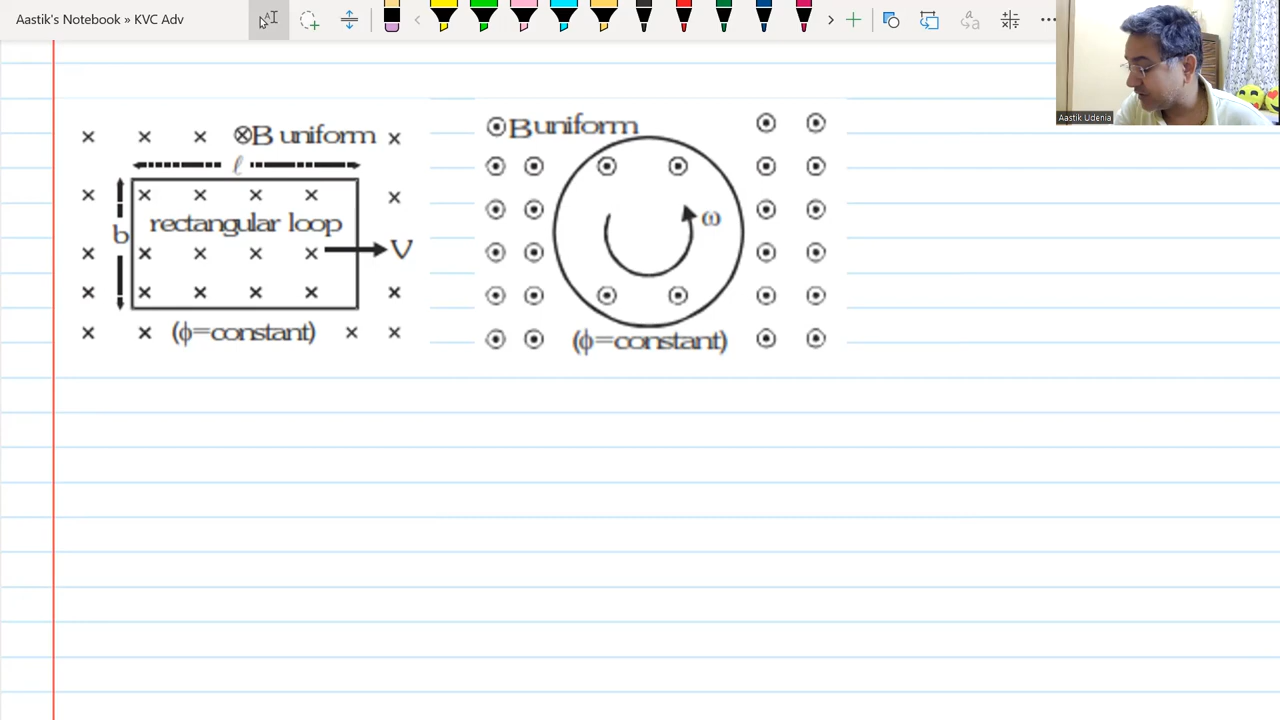 Aastik's Notebook » KVC Adv
Aastik Udenia
⊗B uniform
ℓ
rectangular loop
b
V
(ϕ=constant)
⊙B uniform
ω
(ϕ=constant)